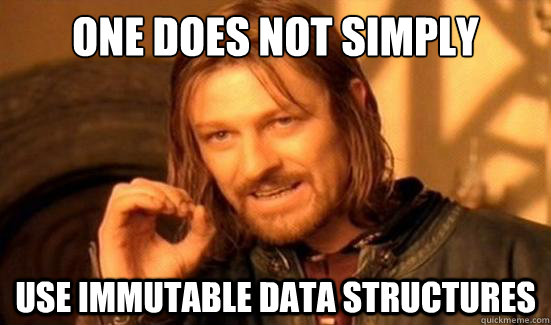 ONE DOES NOT SIMPLY
USE IMMUTABLE DATA STRUCTURES
quickmeme.com